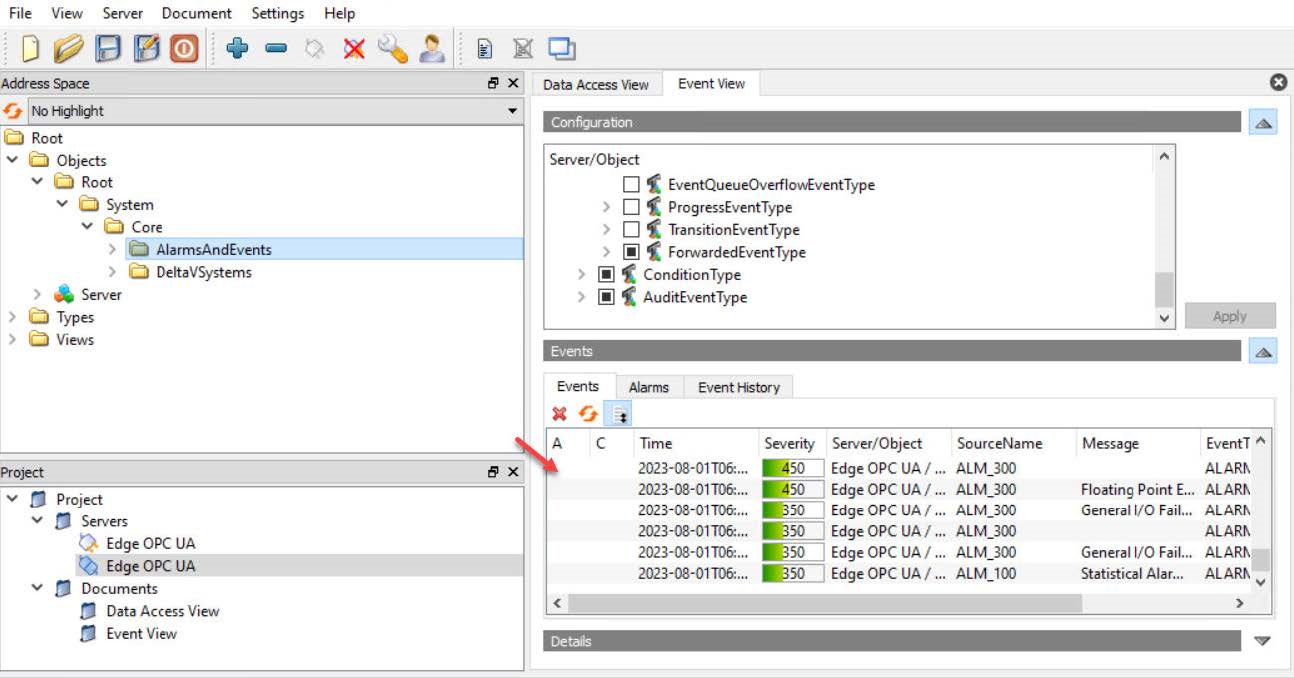 File View Server Document Settings Help
Address Space
No Highlight
Root
Objects
Root
System
Core
AlarmsAndEvents
DeltaVSystems
Server
Types
Views
Project
Project
Servers
Edge OPC UA
Edge OPC UA
Documents
Data Access View
Event View
Data Access View Event View
Configuration
Server/Object
EventQueueOverflowEventType
ProgressEventType
TransitionEventType
ForwardedEventType
ConditionType
AuditEventType
Apply
Events
Events Alarms Event History
A C Time Severity Server/Object SourceName Message EventT
2023-08-01T06:... 450 Edge OPC UA / ... ALM_300 ALARM
2023-08-01T06:... 450 Edge OPC UA / ... ALM_300 Floating Point E... ALARM
2023-08-01T06:... 350 Edge OPC UA / ... ALM_300 General I/O Fail... ALARM
2023-08-01T06:... 350 Edge OPC UA / ... ALM_300 ALARM
2023-08-01T06:... 350 Edge OPC UA / ... ALM_300 General I/O Fail... ALARM
2023-08-01T06:... 350 Edge OPC UA / ... ALM_100 Statistical Alar... ALARM
Details